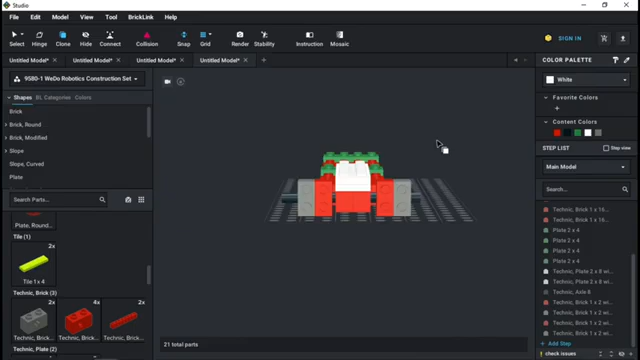 Studio
File Edit Model View Tool BrickLink Help
Select Hinge Clone Hide Connect Collision Snap Grid Render Stability Instruction Mosaic
SIGN IN
Untitled Model* Untitled Model* Untitled Model* Untitled Model*
COLOR PALETTE
9580-1 WeDo Robotics Construction Set
White
Shapes BL Categories Colors
Favorite Colors
Brick
Brick, Round
Content Colors
Brick, Modified
STEP LIST Step view
Slope
Slope, Curved
Main Model
Plate
Search...
Search Parts...
Technic, Brick 1 x 16...
Technic, Brick 1 x 16...
Plate, Round...
Plate 2 x 4
Tile (1)
Plate 2 x 4
2x
Plate 2 x 4
Plate 2 x 4
Technic, Plate 2 x 8 wi...
Tile 1 x 4
Technic, Plate 2 x 8 wi...
Technic, Brick (3)
Technic, Axle 8
2x 4x 2x
Technic, Brick 1 x 2 wi...
Technic, Brick 1 x 2 wi...
Technic, Brick 1 x 2 wi...
Technic, Brick 1 x 2 wi...
Technic, Brick... Technic, Brick... Technic, Brick...
Add Step
21 total parts
Technic, Plate (2)
check issues